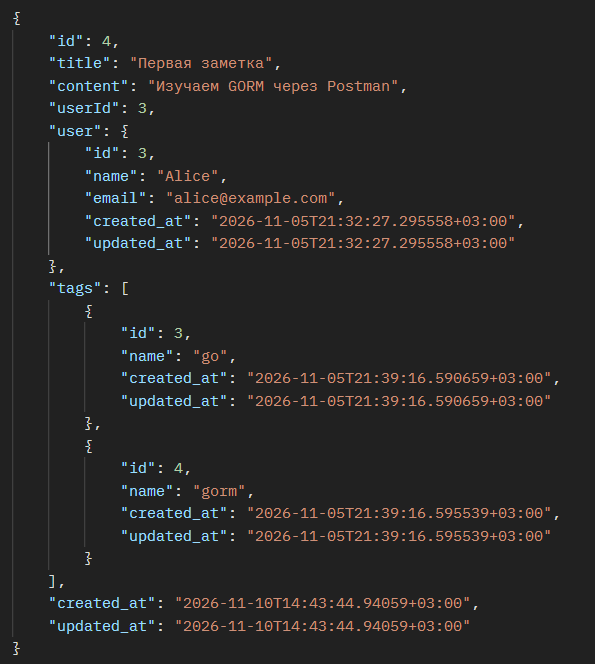 {
    "id": 4,
    "title": "Первая заметка",
    "content": "Изучаем GORM через Postman",
    "userId": 3,
    "user": {
        "id": 3,
        "name": "Alice",
        "email": "alice@example.com",
        "created_at": "2026-11-05T21:32:27.295558+03:00",
        "updated_at": "2026-11-05T21:32:27.295558+03:00"
    },
    "tags": [
        {
            "id": 3,
            "name": "go",
            "created_at": "2026-11-05T21:39:16.590659+03:00",
            "updated_at": "2026-11-05T21:39:16.590659+03:00"
        },
        {
            "id": 4,
            "name": "gorm",
            "created_at": "2026-11-05T21:39:16.595539+03:00",
            "updated_at": "2026-11-05T21:39:16.595539+03:00"
        }
    ],
    "created_at": "2026-11-10T14:43:44.94059+03:00",
    "updated_at": "2026-11-10T14:43:44.94059+03:00"
}